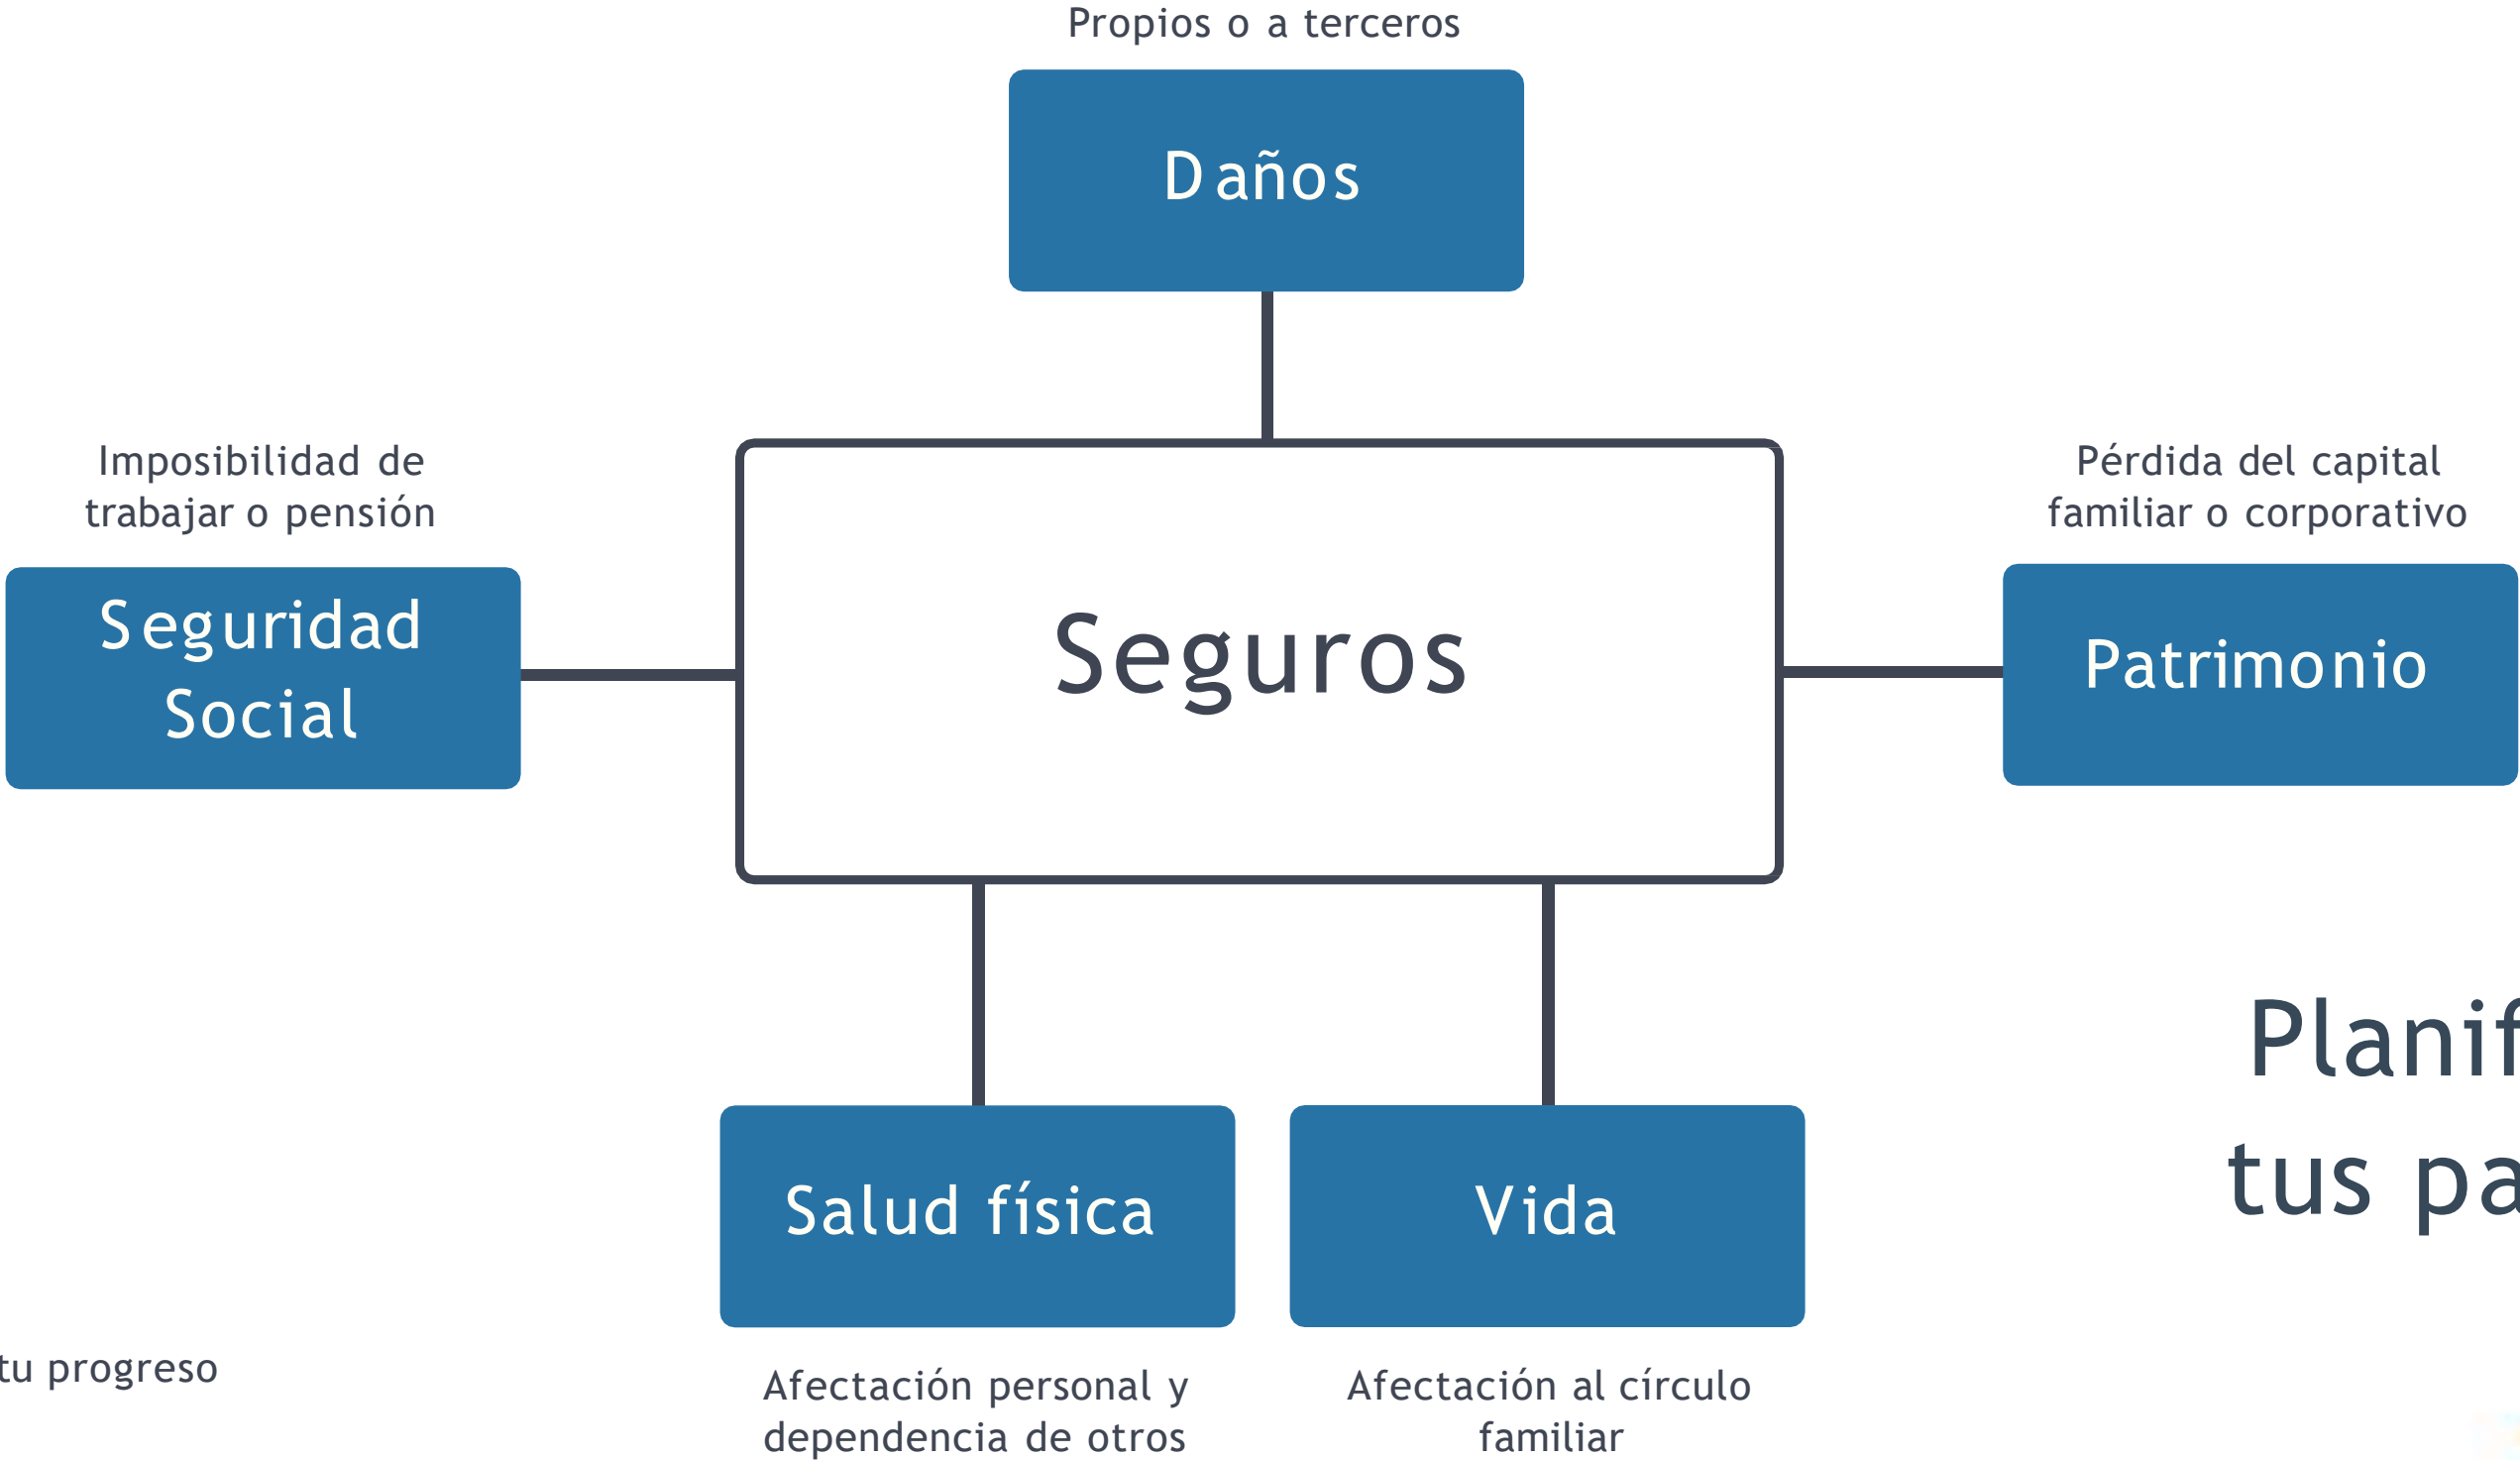 Propios o a terceros
Daños
Imposibilidad de
trabajar o pensión
Seguridad
Social
Seguros
Pérdida del capital
familiar o corporativo
Patrimonio
Salud física
Afectación personal y
dependencia de otros
Vida
Afectación al círculo
familiar
tu progreso
tus